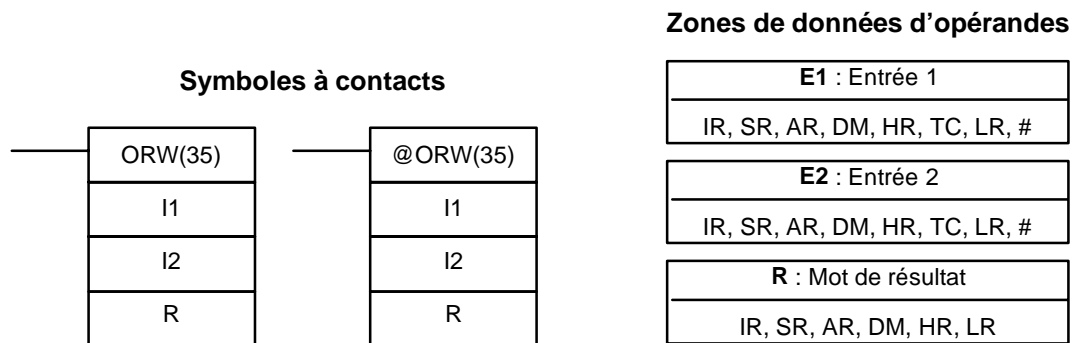 Zones de données d’opérandes
Symboles à contacts
E1 : Entrée 1
IR, SR, AR, DM, HR, TC, LR, #
E2 : Entrée 2
IR, SR, AR, DM, HR, TC, LR, #
R : Mot de résultat
IR, SR, AR, DM, HR, LR
ORW(35)
I1
I2
R
@ORW(35)
I1
I2
R